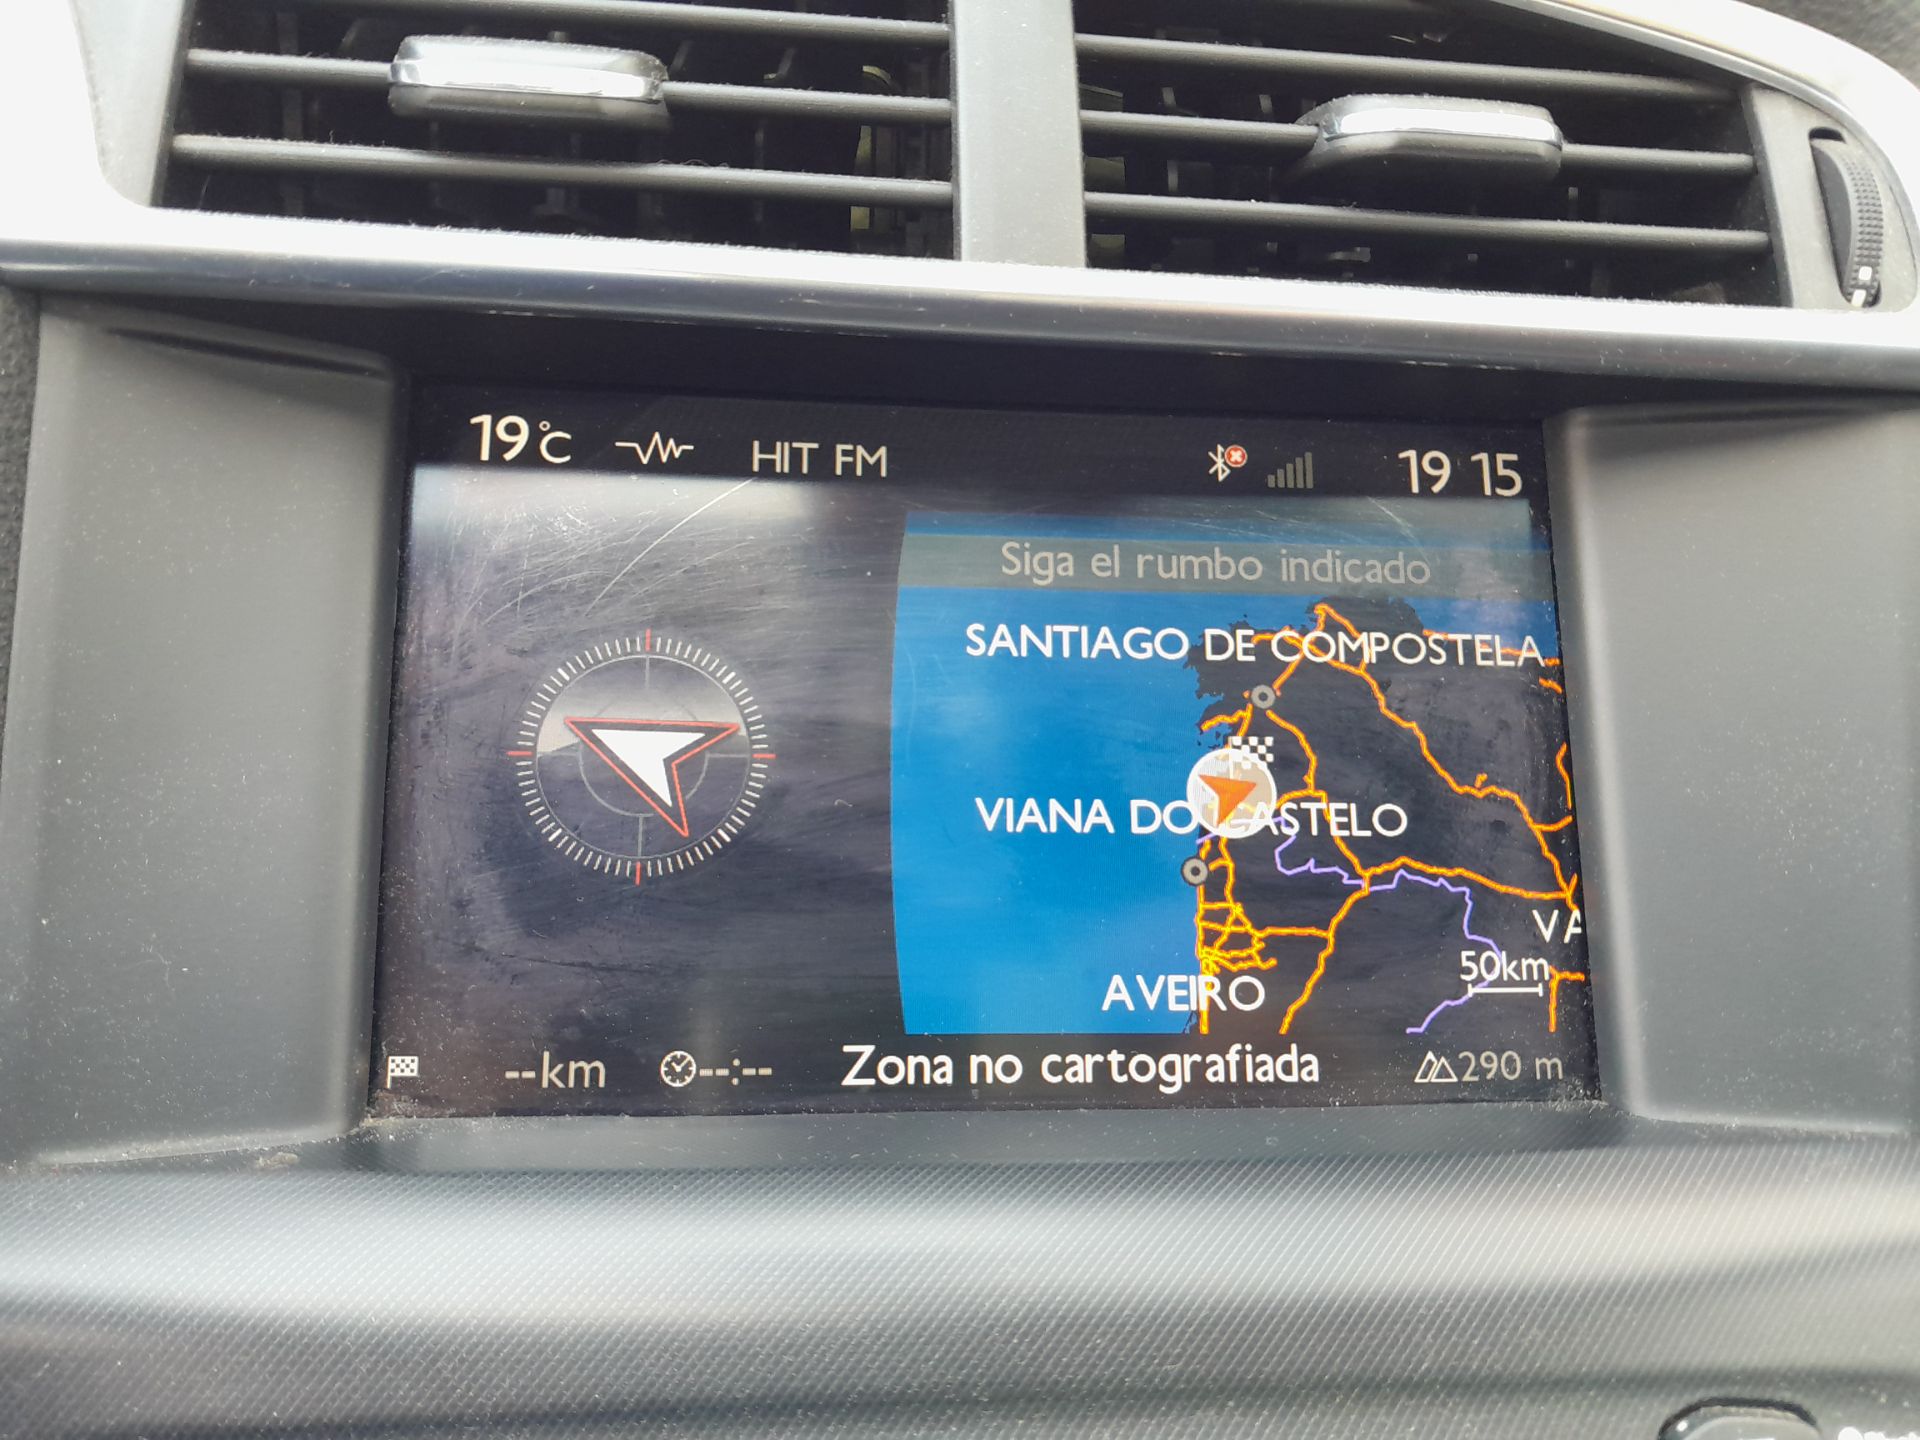 19°C HIT FM 19 15
Siga el rumbo indicado
SANTIAGO DE COMPOSTELA
VIANA DO CASTELO
VA
50km
AVEIRO
--km --:-- Zona no cartografiada 290 m